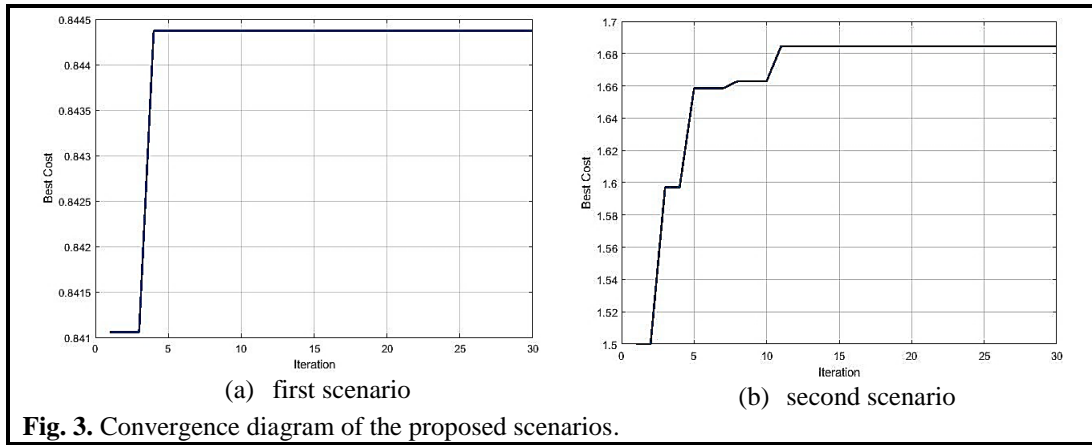 0.8445
0.844
0.8435
0.843
0.8425
0.842
0.8415
0.841
Best Cost
0 5 10 15 20 25 30
Iteration
(a) first scenario
1.7
1.68
1.66
1.64
1.62
1.6
1.58
1.56
1.54
1.52
1.5
Best Cost
0 5 10 15 20 25 30
Iteration
(b) second scenario
Fig. 3. Convergence diagram of the proposed scenarios.